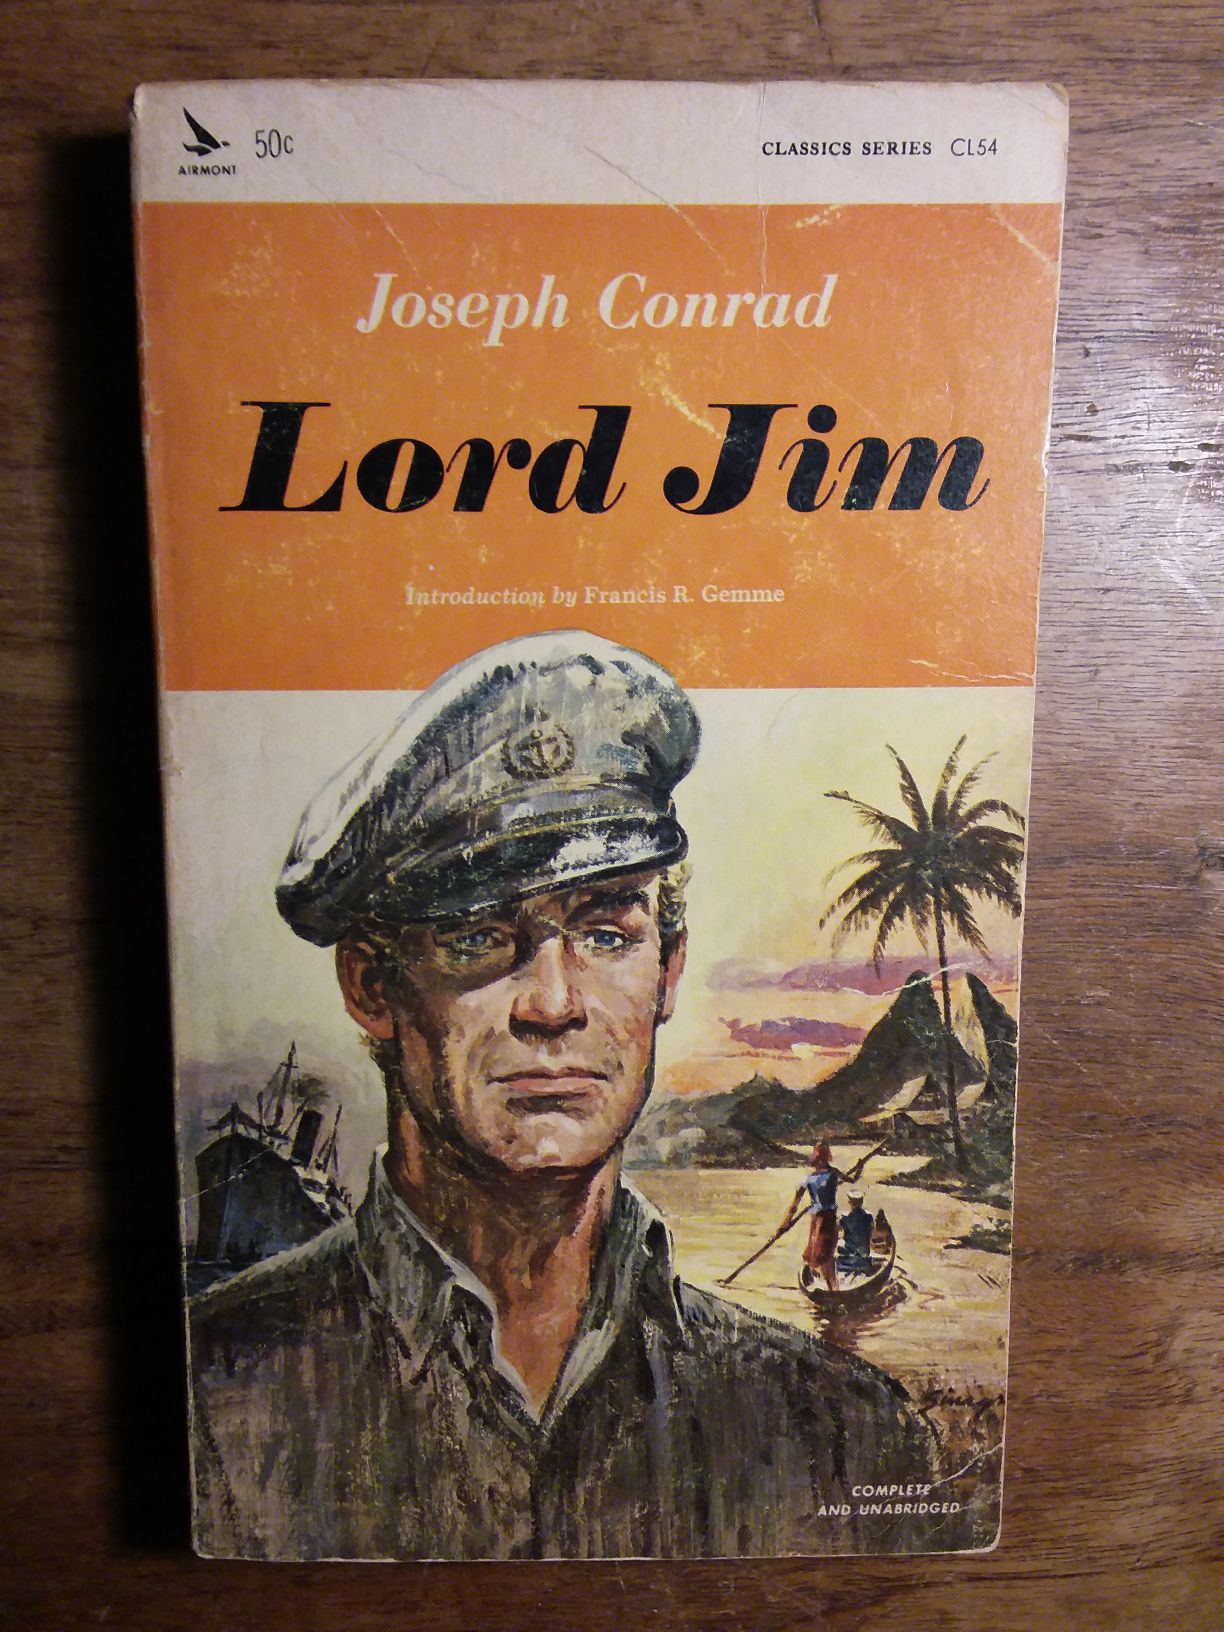 AIRMONT
50c
CLASSICS SERIES CL54
Joseph Conrad
Lord Jim
Introduction by Francis R. Gemme
COMPLETE
AND UNABRIDGED